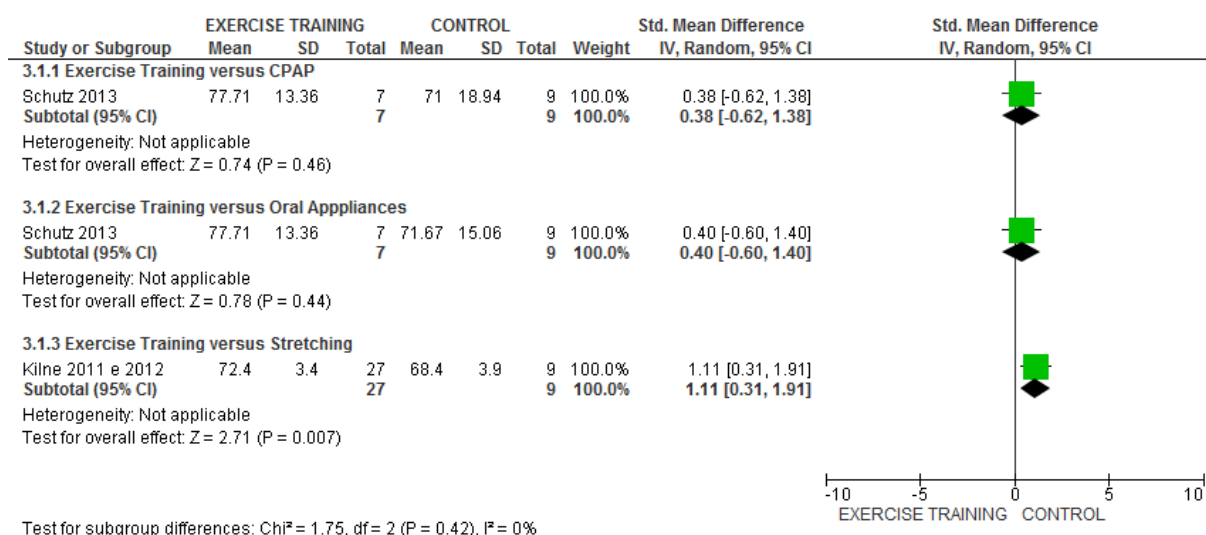 EXERCISE TRAINING CONTROL Std. Mean Difference Std. Mean Difference
Study or Subgroup Mean SD Total Mean SD Total Weight IV, Random, 95% CI IV, Random, 95% CI
3.1.1 Exercise Training versus CPAP
Schutz 2013 77.71 13.36 7 71 18.94 9 100.0% 0.38 [-0.62, 1.38]
Subtotal (95% CI) 7 9 100.0% 0.38 [-0.62, 1.38]
Heterogeneity: Not applicable
Test for overall effect: Z = 0.74 (P = 0.46)
3.1.2 Exercise Training versus Oral Apppliances
Schutz 2013 77.71 13.36 7 71.67 15.06 9 100.0% 0.40 [-0.60, 1.40]
Subtotal (95% CI) 7 9 100.0% 0.40 [-0.60, 1.40]
Heterogeneity: Not applicable
Test for overall effect: Z = 0.78 (P = 0.44)
3.1.3 Exercise Training versus Stretching
Kilne 2011 e 2012 72.4 3.4 27 68.4 3.9 9 100.0% 1.11 [0.31, 1.91]
Subtotal (95% CI) 27 9 100.0% 1.11 [0.31, 1.91]
Heterogeneity: Not applicable
Test for overall effect: Z = 2.71 (P = 0.007)
-10 -5 0 5 10
EXERCISE TRAINING CONTROL
Test for subgroup differences: Chi² = 1.75, df = 2 (P = 0.42), I² = 0%